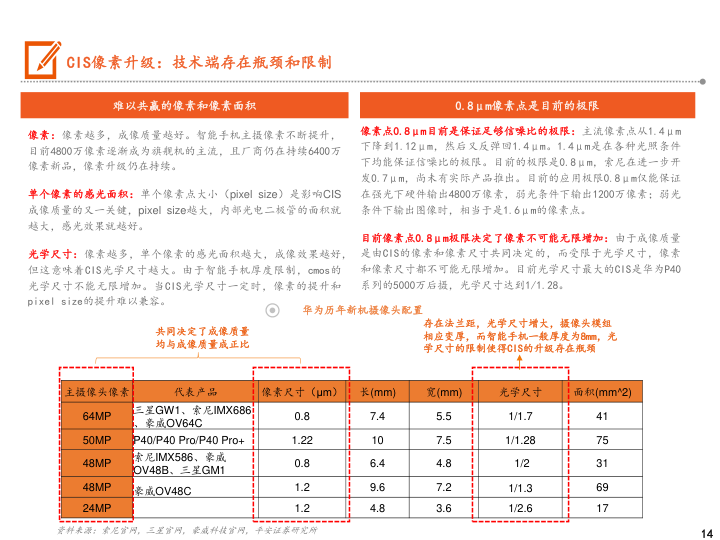 CIS像素升级：技术端存在瓶颈和限制
难以共赢的像素和像素面积
像素：像素越多，成像质量越好。智能手机主摄像素不断提升，
目前4800万像素逐渐成为旗舰机的主流，且厂商仍在持续6400万
像素新品，像素升级仍在持续。
单个像素的感光面积：单个像素点大小（pixel size）是影响CIS
成像质量的又一关键，pixel size越大，内部光电二极管的面积就
越大，感光效果就越好。
光学尺寸：像素越多，单个像素的感光面积越大，成像效果越好，
但这意味着CIS光学尺寸越大。由于智能手机厚度限制，cmos的
光学尺寸不能无限增加。当CIS光学尺寸一定时，像素的提升和
pixel size的提升难以兼容。
0.8μm像素点是目前的极限
像素点0.8μm目前是保证足够信噪比的极限：主流像素点从1.4μm
下降到1.12μm，然后又反弹回1.4μm。1.4μm是在各种光照条件
下均能保证信噪比的极限。目前的极限是0.8μm，索尼在进一步开
发0.7μm，尚未有实际产品推出。目前的应用极限0.8μm仅能保证
在强光下硬件输出4800万像素，弱光条件下输出1200万像素；弱光
条件下输出图像时，相当于是1.6μm的像素点。
目前像素点0.8μm极限决定了像素不可能无限增加：由于成像质量
是由CIS的像素和像素尺寸共同决定的，而受限于光学尺寸，像素
和像素尺寸都不可能无限增加。目前光学尺寸最大的CIS是华为P40
系列的5000万后摄，光学尺寸达到1/1.28。
华为历年新机摄像头配置
共同决定了成像质量
均与成像质量成正比
存在法兰距，光学尺寸增大，摄像头模组
相应变厚，而智能手机一般厚度为8mm，光
学尺寸的限制使得CIS的升级存在瓶颈
主摄像头像素 代表产品 像素尺寸（μm） 长(mm) 宽(mm) 光学尺寸 面积(mm^2)
64MP 三星GW1、索尼IMX686
、豪威OV64C 0.8 7.4 5.5 1/1.7 41
50MP P40/P40 Pro/P40 Pro+ 1.22 10 7.5 1/1.28 75
48MP 索尼IMX586、豪威
OV48B、三星GM1 0.8 6.4 4.8 1/2 31
48MP 豪威OV48C 1.2 9.6 7.2 1/1.3 69
24MP 1.2 4.8 3.6 1/2.6 17
资料来源：索尼官网，三星官网，豪威科技官网，平安证券研究所
14